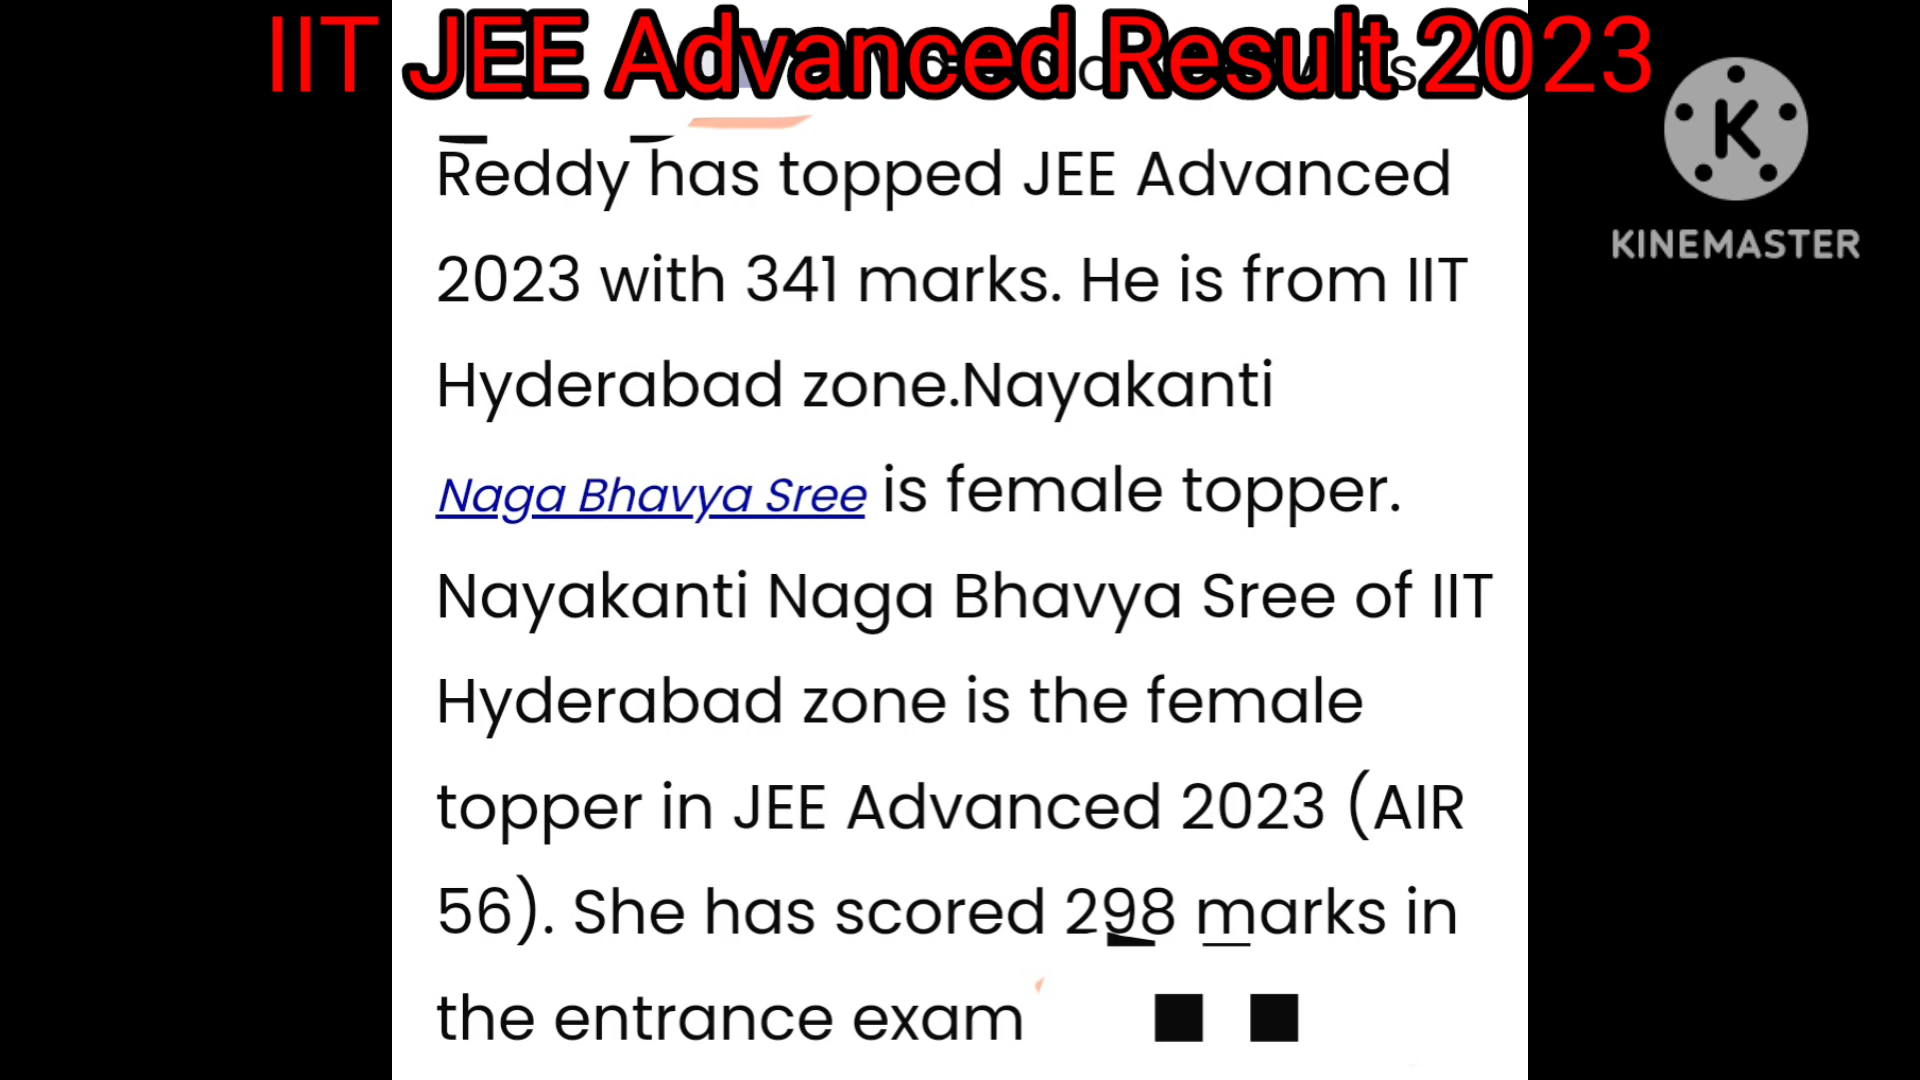 IIT JEE Advanced Result 2023
Reddy has topped JEE Advanced
2023 with 341 marks. He is from IIT
Hyderabad zone.Nayakanti
Naga Bhavya Sree is female topper.
Nayakanti Naga Bhavya Sree of IIT
Hyderabad zone is the female
topper in JEE Advanced 2023 (AIR
56). She has scored 298 marks in
the entrance exam
K
KINEMASTER